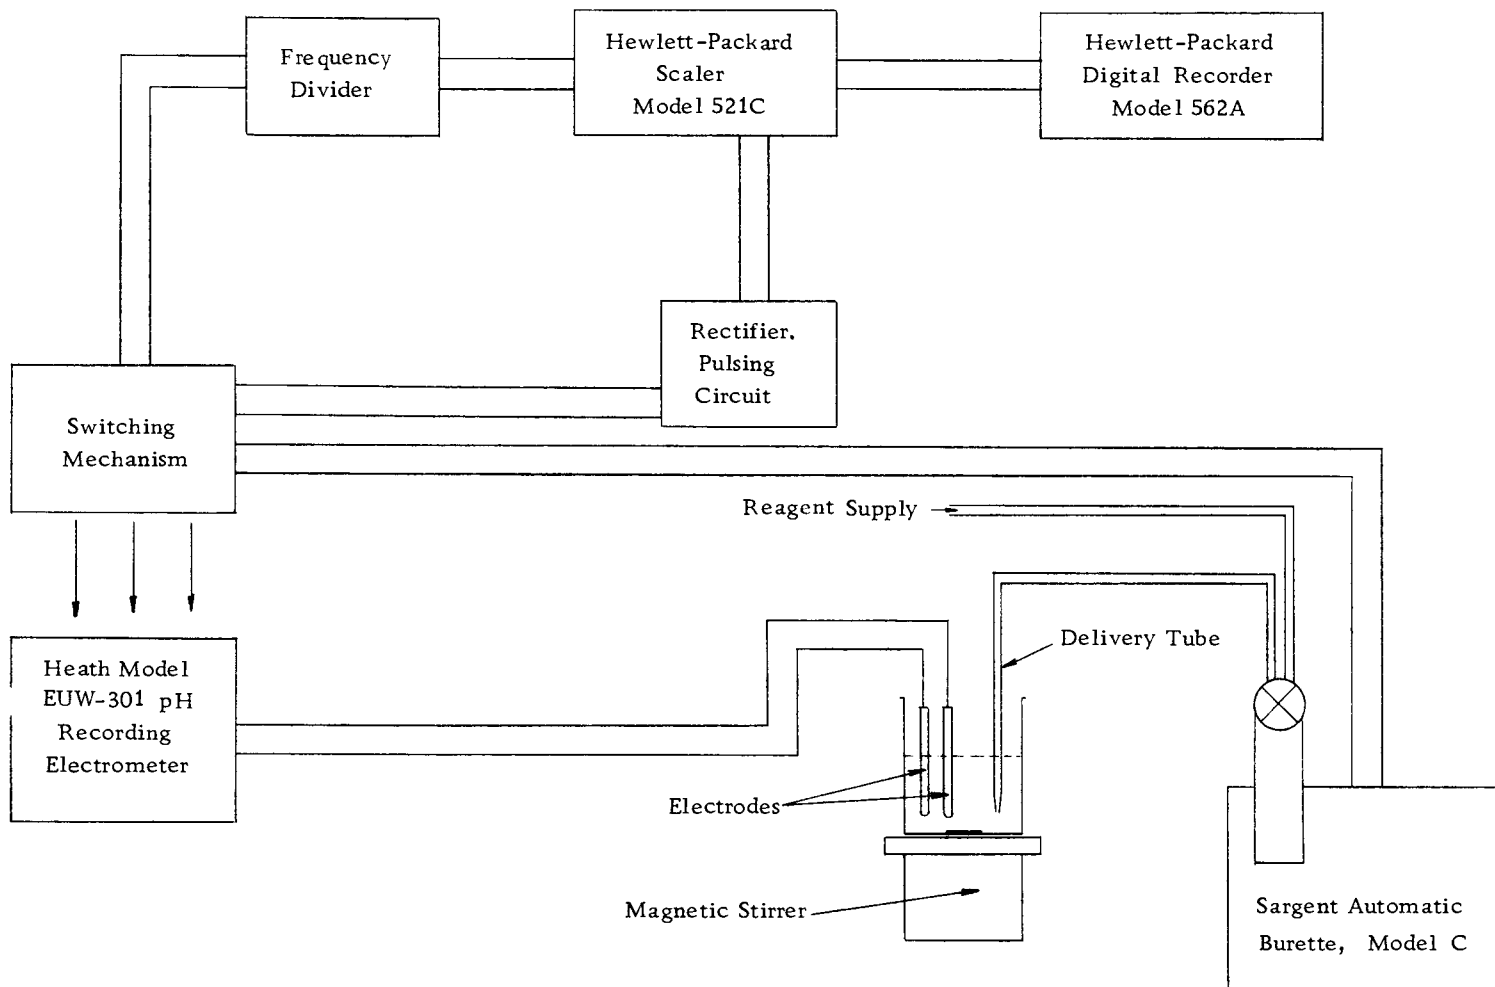 Frequency
Divider
Hewlett-Packard
Scaler
Model 521C
Hewlett-Packard
Digital Recorder
Model 562A
Rectifier.
Pulsing
Circuit
Switching
Mechanism
Reagent Supply
Delivery Tube
Heath Model
EUW-301 pH
Recording
Electrometer
Electrodes
Magnetic Stirrer
Sargent Automatic
Burette, Model C